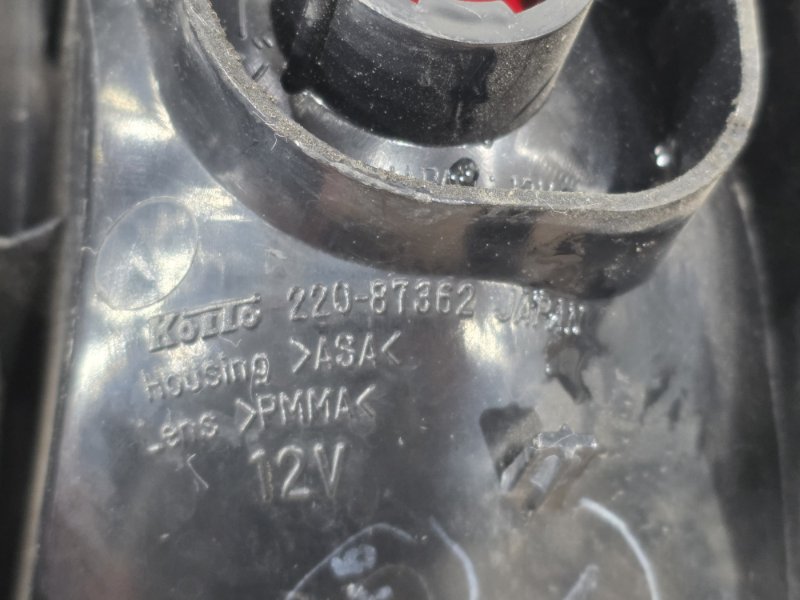 Koito 220-87362 JAPAN
Housing >ASA<
Lens >PMMA<
12V